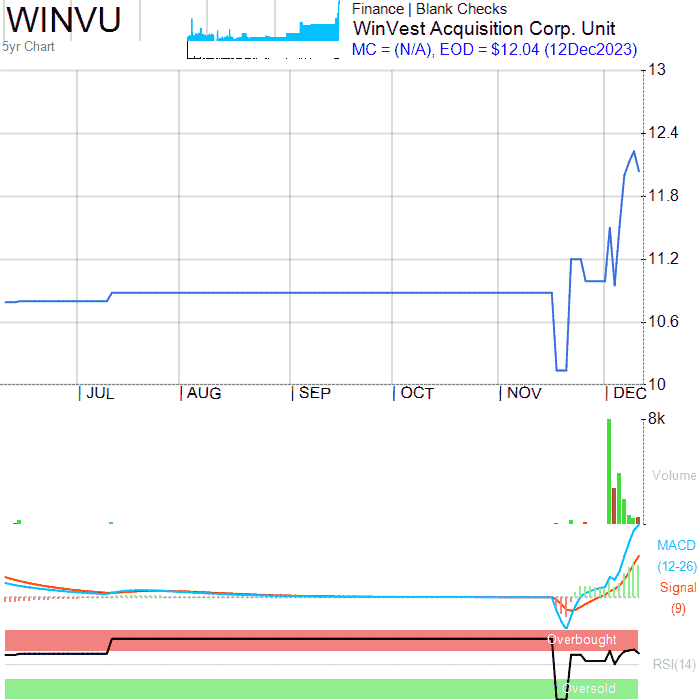 WINVU
5yr Chart
Finance | Blank Checks
WinVest Acquisition Corp. Unit
MC = (N/A), EOD = $12.04 (12Dec2023)
13
12.4
11.8
11.2
10.6
10
| JUL | AUG | SEP | OCT | NOV | DEC
8k
Volume
MACD
(12-26)
Signal
(9)
Overbought
RSI(14)
Oversold